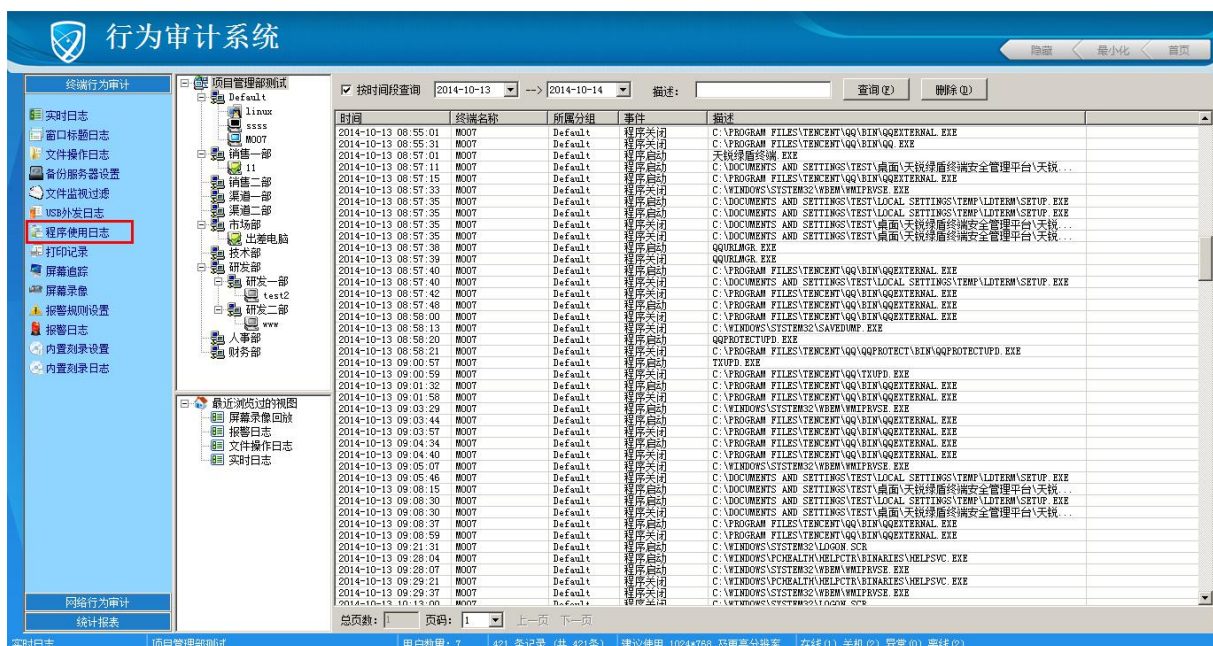 行为审计系统
隐藏 最小化 首页
终端行为审计
实时日志
窗口标题日志
文件操作日志
备份服务器设置
文件监视过滤
USB外发日志
程序使用日志
打印记录
屏幕追踪
屏幕录像
报警规则设置
报警日志
内置刻录设置
内置刻录日志
网络行为审计
统计报表
项目管理部测试
Default
linux
ssss
M007
销售一部
11
销售二部
渠道一部
渠道二部
市场部
出差电脑
技术部
研发部
研发一部
test2
研发二部
www
人事部
财务部
最近浏览过的视图
屏幕录像回放
报警日志
文件操作日志
实时日志
按时间段查询 2014-10-13 --> 2014-10-14 描述: 查询(F) 删除(D)
时间 终端名称 所属分组 事件 描述
2014-10-13 08:55:01 M007 Default 程序关闭 C:\PROGRAM FILES\TENCENT\QQ\BIN\QQEXTERNAL.EXE
2014-10-13 08:55:31 M007 Default 程序关闭 C:\PROGRAM FILES\TENCENT\QQ\BIN\QQ.EXE
2014-10-13 08:57:01 M007 Default 程序启动 天锐绿盾终端.EXE
2014-10-13 08:57:11 M007 Default 程序启动 C:\DOCUMENTS AND SETTINGS\TEST\桌面\天锐绿盾终端安全管理平台\天锐...
2014-10-13 08:57:15 M007 Default 程序启动 C:\PROGRAM FILES\TENCENT\QQ\BIN\QQEXTERNAL.EXE
2014-10-13 08:57:33 M007 Default 程序关闭 C:\WINDOWS\SYSTEM32\WBEM\WMIPRVSE.EXE
2014-10-13 08:57:35 M007 Default C:\DOCUMENTS AND SETTINGS\TEST\LOCAL SETTINGS\TEMP\LDTERM\SETUP.EXE
2014-10-13 08:57:35 M007 Default C:\DOCUMENTS AND SETTINGS\TEST\LOCAL SETTINGS\TEMP\LDTERM\SETUP.EXE
2014-10-13 08:57:35 M007 Default C:\DOCUMENTS AND SETTINGS\TEST\桌面\天锐绿盾终端安全管理平台\天锐...
2014-10-13 08:57:35 M007 Default C:\DOCUMENTS AND SETTINGS\TEST\桌面\天锐绿盾终端安全管理平台\天锐...
2014-10-13 08:57:38 M007 Default 程序启动 QQURLMGR.EXE
2014-10-13 08:57:39 M007 Default 程序关闭 QQURLMGR.EXE
2014-10-13 08:57:40 M007 Default C:\PROGRAM FILES\TENCENT\QQ\BIN\QQEXTERNAL.EXE
2014-10-13 08:57:40 M007 Default C:\DOCUMENTS AND SETTINGS\TEST\LOCAL SETTINGS\TEMP\LDTERM\SETUP.EXE
2014-10-13 08:57:42 M007 Default 程序关闭 C:\PROGRAM FILES\TENCENT\QQ\BIN\QQEXTERNAL.EXE
2014-10-13 08:57:48 M007 Default 程序启动 C:\PROGRAM FILES\TENCENT\QQ\BIN\QQEXTERNAL.EXE
2014-10-13 08:58:00 M007 Default 程序关闭 C:\PROGRAM FILES\TENCENT\QQ\BIN\QQEXTERNAL.EXE
2014-10-13 08:58:13 M007 Default 程序关闭 C:\WINDOWS\SYSTEM32\SAVEDUMP.EXE
2014-10-13 08:58:20 M007 Default 程序启动 QQPROTECTUPD.EXE
2014-10-13 08:58:21 M007 Default 程序关闭 C:\PROGRAM FILES\TENCENT\QQ\QQPROTECT\BIN\QQPROTECTUPD.EXE
2014-10-13 09:00:57 M007 Default 程序启动 TXUPD.EXE
2014-10-13 09:00:59 M007 Default 程序关闭 C:\PROGRAM FILES\TENCENT\QQ\TXUPD.EXE
2014-10-13 09:01:32 M007 Default 程序启动 C:\PROGRAM FILES\TENCENT\QQ\BIN\QQEXTERNAL.EXE
2014-10-13 09:01:58 M007 Default 程序关闭 C:\PROGRAM FILES\TENCENT\QQ\BIN\QQEXTERNAL.EXE
2014-10-13 09:03:29 M007 Default 程序启动 C:\WINDOWS\SYSTEM32\WBEM\WMIPRVSE.EXE
2014-10-13 09:03:44 M007 Default 程序启动 C:\PROGRAM FILES\TENCENT\QQ\BIN\QQEXTERNAL.EXE
2014-10-13 09:03:57 M007 Default 程序关闭 C:\PROGRAM FILES\TENCENT\QQ\BIN\QQEXTERNAL.EXE
2014-10-13 09:04:34 M007 Default 程序启动 C:\PROGRAM FILES\TENCENT\QQ\BIN\QQEXTERNAL.EXE
2014-10-13 09:04:40 M007 Default 程序关闭 C:\PROGRAM FILES\TENCENT\QQ\BIN\QQEXTERNAL.EXE
2014-10-13 09:05:07 M007 Default 程序关闭 C:\WINDOWS\SYSTEM32\WBEM\WMIPRVSE.EXE
2014-10-13 09:05:46 M007 Default 程序关闭 C:\DOCUMENTS AND SETTINGS\TEST\LOCAL SETTINGS\TEMP\LDTERM\SETUP.EXE
2014-10-13 09:08:15 M007 Default 程序启动 C:\DOCUMENTS AND SETTINGS\TEST\桌面\天锐绿盾终端安全管理平台\天锐...
2014-10-13 09:08:30 M007 Default C:\DOCUMENTS AND SETTINGS\TEST\LOCAL SETTINGS\TEMP\LDTERM\SETUP.EXE
2014-10-13 09:08:30 M007 Default 程序关闭 C:\DOCUMENTS AND SETTINGS\TEST\桌面\天锐绿盾终端安全管理平台\天锐...
2014-10-13 09:08:37 M007 Default 程序启动 C:\PROGRAM FILES\TENCENT\QQ\BIN\QQEXTERNAL.EXE
2014-10-13 09:08:59 M007 Default 程序关闭 C:\PROGRAM FILES\TENCENT\QQ\BIN\QQEXTERNAL.EXE
2014-10-13 09:21:31 M007 Default 程序启动 C:\WINDOWS\SYSTEM32\LOGON.SCR
2014-10-13 09:28:04 M007 Default 程序启动 C:\WINDOWS\PCHEALTH\HELPCTR\BINARIES\HELPSVC.EXE
2014-10-13 09:28:07 M007 Default 程序启动 C:\WINDOWS\SYSTEM32\WBEM\WMIPRVSE.EXE
2014-10-13 09:29:21 M007 Default 程序关闭 C:\WINDOWS\PCHEALTH\HELPCTR\BINARIES\HELPSVC.EXE
2014-10-13 09:29:37 M007 Default 程序关闭 C:\WINDOWS\SYSTEM32\WBEM\WMIPRVSE.EXE
2014-10-13 10:13:00 M007 Default 程序关闭 C:\WINDOWS\SYSTEM32\LOGON.SCR
总页数: 1 页码: 1 上一页 下一页
实时日志 项目管理部测试 用户数里: 7 421 条记录 (共 421条) 建议使用 1024*768 及更高分辨率 在线(1) 关机(2) 异常(0) 离线(2)